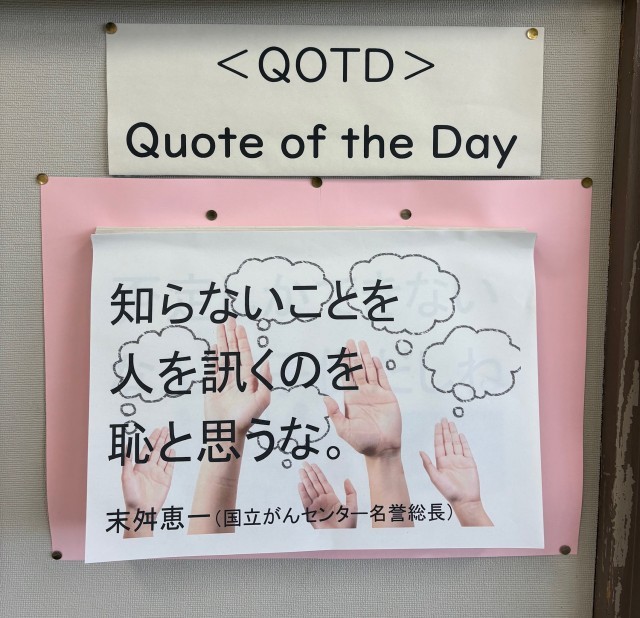 <QOTD>
Quote of the Day
知らないことを
人を訊くのを
恥と思うな。
末舛恵一（国立がんセンター名誉総長）